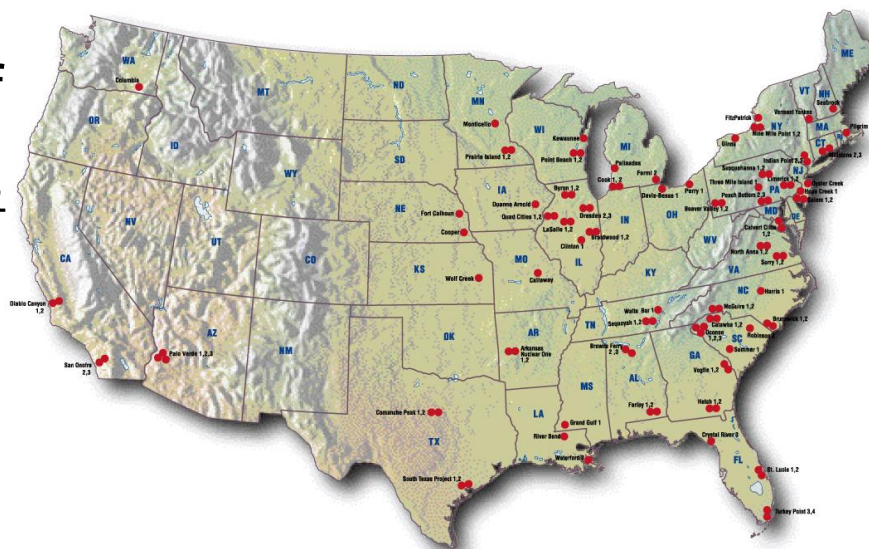 WA
Columbia
OR
ID
MT
ND
SD
WY
NE
NV
UT
CO
CA
KS
AZ
NM
OK
TX
MN
Monticello
Prairie Island 1,2
WI
Kewaunee
Point Beach 1,2
IA
Duanna Arnold
Fort Calhoun
Cooper
MI
Palisades
Cook 1,2
Fermi 2
Davis-Besse 1
Perry 1
Byron 1,2
Quad Cities 1,2
Dresden 2,3
LaSalle 1,2
Braidwood 1,2
Clinton 1
IL
IN
OH
MO
Wolf Creek
Callaway
KY
WV
VA
Diablo Canyon
1,2
San Onofre
2,3
Palo Verde 1,2,3
AR
Arkansas
Nuclear One
1,2
TN
Watts Bar 1
Sequoyah 1,2
Browns Ferry
2,3
MS
AL
GA
LA
Grand Gulf 1
River Bend
Waterford 3
Comanche Peak 1,2
South Texas Project 1,2
Farley 1,2
Hatch 1,2
Vogtle 1,2
Summer 1
SC
Robinson 2
Brunswick 1,2
NC
Harris 1
McGuire 1,2
Catawba 1,2
Oconee
1,2,3
Crystal River 3
FL
St. Lucie 1,2
Turkey Point 3,4
ME
VT
NH
Seabrook
Vermont Yankee
MA
Pilgrim
CT
Millstone 2,3
NY
FitzPatrick
Nine Mile Point 1,2
Ginna
Indian Point 2,3
Susquehanna 1,2
NJ
Limerick 1,2
Three Mile Island 1
PA
Oyster Creek
Hope Creek 1
Salem 1,2
Peach Bottom 2,3
Beaver Valley 1,2
MD
DE
Calvert Cliffs
1,2
North Anna 1,2
Surry 1,2